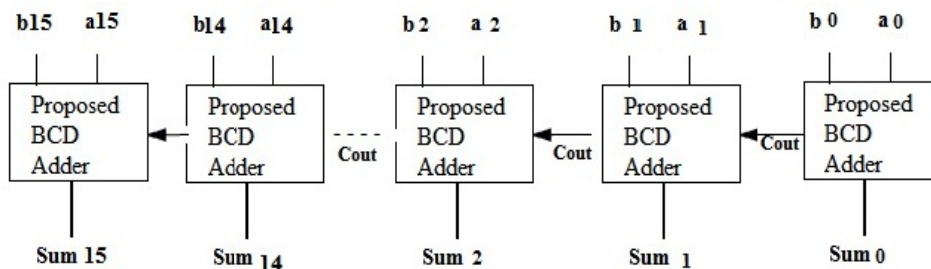 b15 a15 b14 a14 b 2 a 2 b 1 a 1 b 0 a 0
Proposed BCD Adder
Proposed BCD Adder
Proposed BCD Adder
Proposed BCD Adder
Proposed BCD Adder
Cout Cout Cout
Sum 15 Sum 14 Sum 2 Sum 1 Sum 0